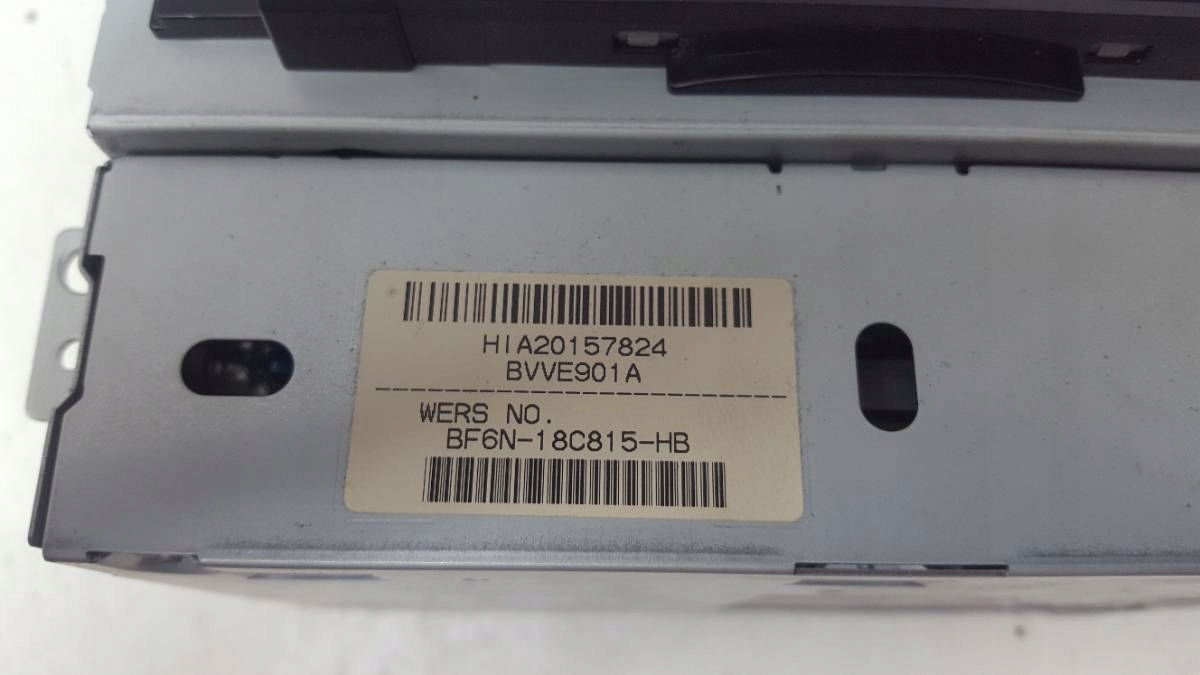 HIA20157824
BVVE901A
WERS NO.
BF6N-18C815-HB